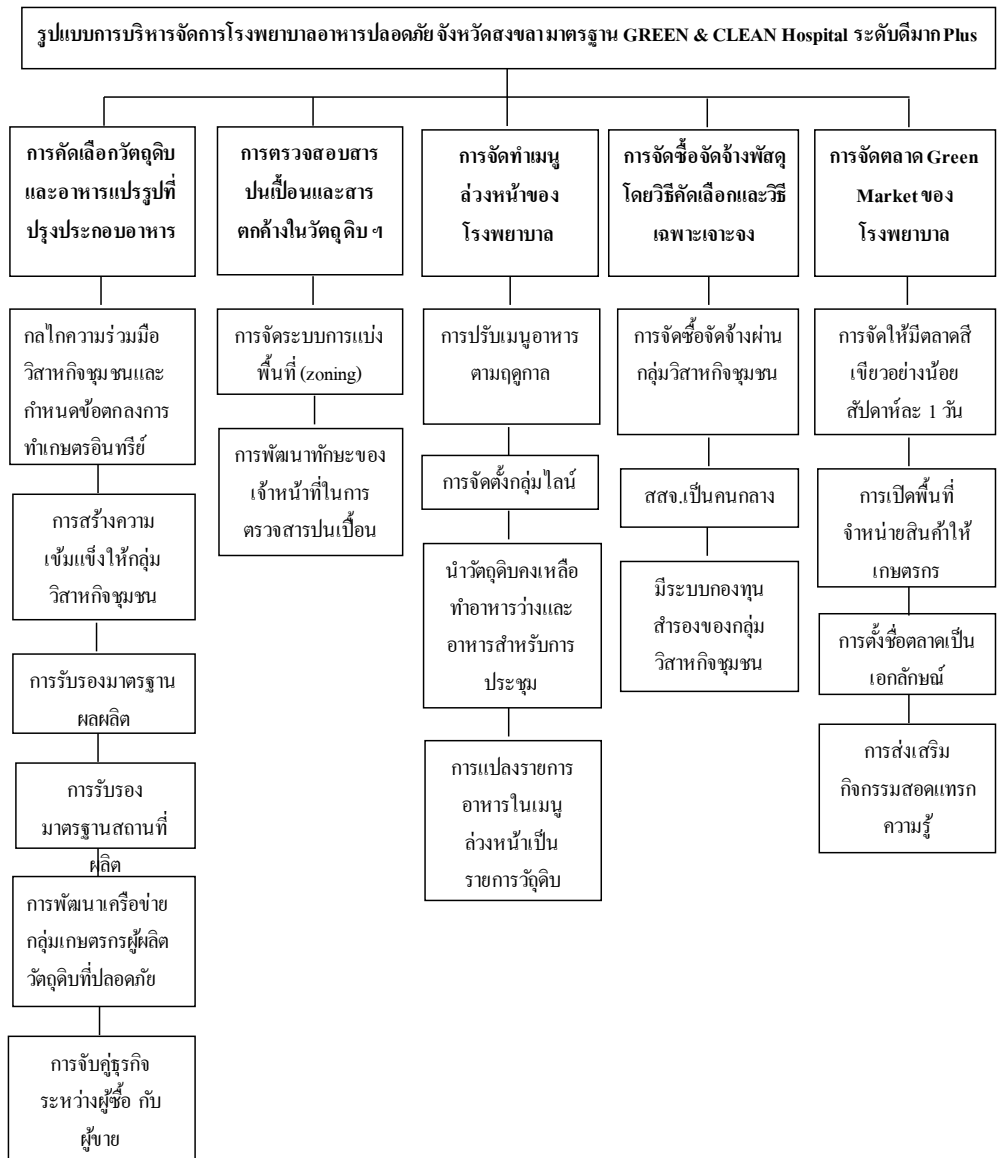 รูปแบบการบริหารจัดการโรงพยาบาลอาหารปลอดภัย จังหวัดสงขลา มาตรฐาน GREEN & CLEAN Hospital ระดับดีมาก Plus
การคัดเลือกวัตถุดิบ
และอาหารแปรรูปที่
ปรุงประกอบอาหาร
กลไกความร่วมมือ
วิสาหกิจชุมชนและ
กำหนดข้อตกลงการ
ทำเกษตรอินทรีย์
การสร้างความ
เข้มแข็งให้กลุ่ม
วิสาหกิจชุมชน
การรับรองมาตรฐาน
ผลผลิต
การรับรอง
มาตรฐานสถานที่
ผลิต
การพัฒนาเครือข่าย
กลุ่มเกษตรกรผู้ผลิต
วัตถุดิบที่ปลอดภัย
การจับคู่ธุรกิจ
ระหว่างผู้ซื้อ กับ
ผู้ขาย
การตรวจสอบสาร
ปนเปื้อนและสาร
ตกค้างในวัตถุดิบ ฯ
การจัดระบบการแบ่ง
พื้นที่ (zoning)
การพัฒนาทักษะของ
เจ้าหน้าที่ในการ
ตรวจสารปนเปื้อน
การจัดทำเมนู
ล่วงหน้าของ
โรงพยาบาล
การปรับเมนูอาหาร
ตามฤดูกาล
การจัดตั้งกลุ่มไลน์
นำวัตถุดิบคงเหลือ
ทำอาหารว่างและ
อาหารสำหรับการ
ประชุม
การแปลงรายการ
อาหารในเมนู
ล่วงหน้าเป็น
รายการวัถุดิบ
การจัดซื้อจัดจ้างพัสดุ
โดยวิธีคัดเลือกและวิธี
เฉพาะเจาะจง
การจัดซื้อจัดจ้างผ่าน
กลุ่มวิสาหกิจชุมชน
สสจ.เป็นคนกลาง
มีระบบกองทุน
สำรองของกลุ่ม
วิสาหกิจชุมชน
การจัดตลาด Green
Market ของ
โรงพยาบาล
การจัดให้มีตลาดสี
เขียวอย่างน้อย
สัปดาห์ละ 1 วัน
การเปิดพื้นที่
จำหน่ายสินค้าให้
เกษตรกร
การตั้งชื่อตลาดเป็น
เอกลักษณ์
การส่งเสริม
กิจกรรมสอดแทรก
ความรู้